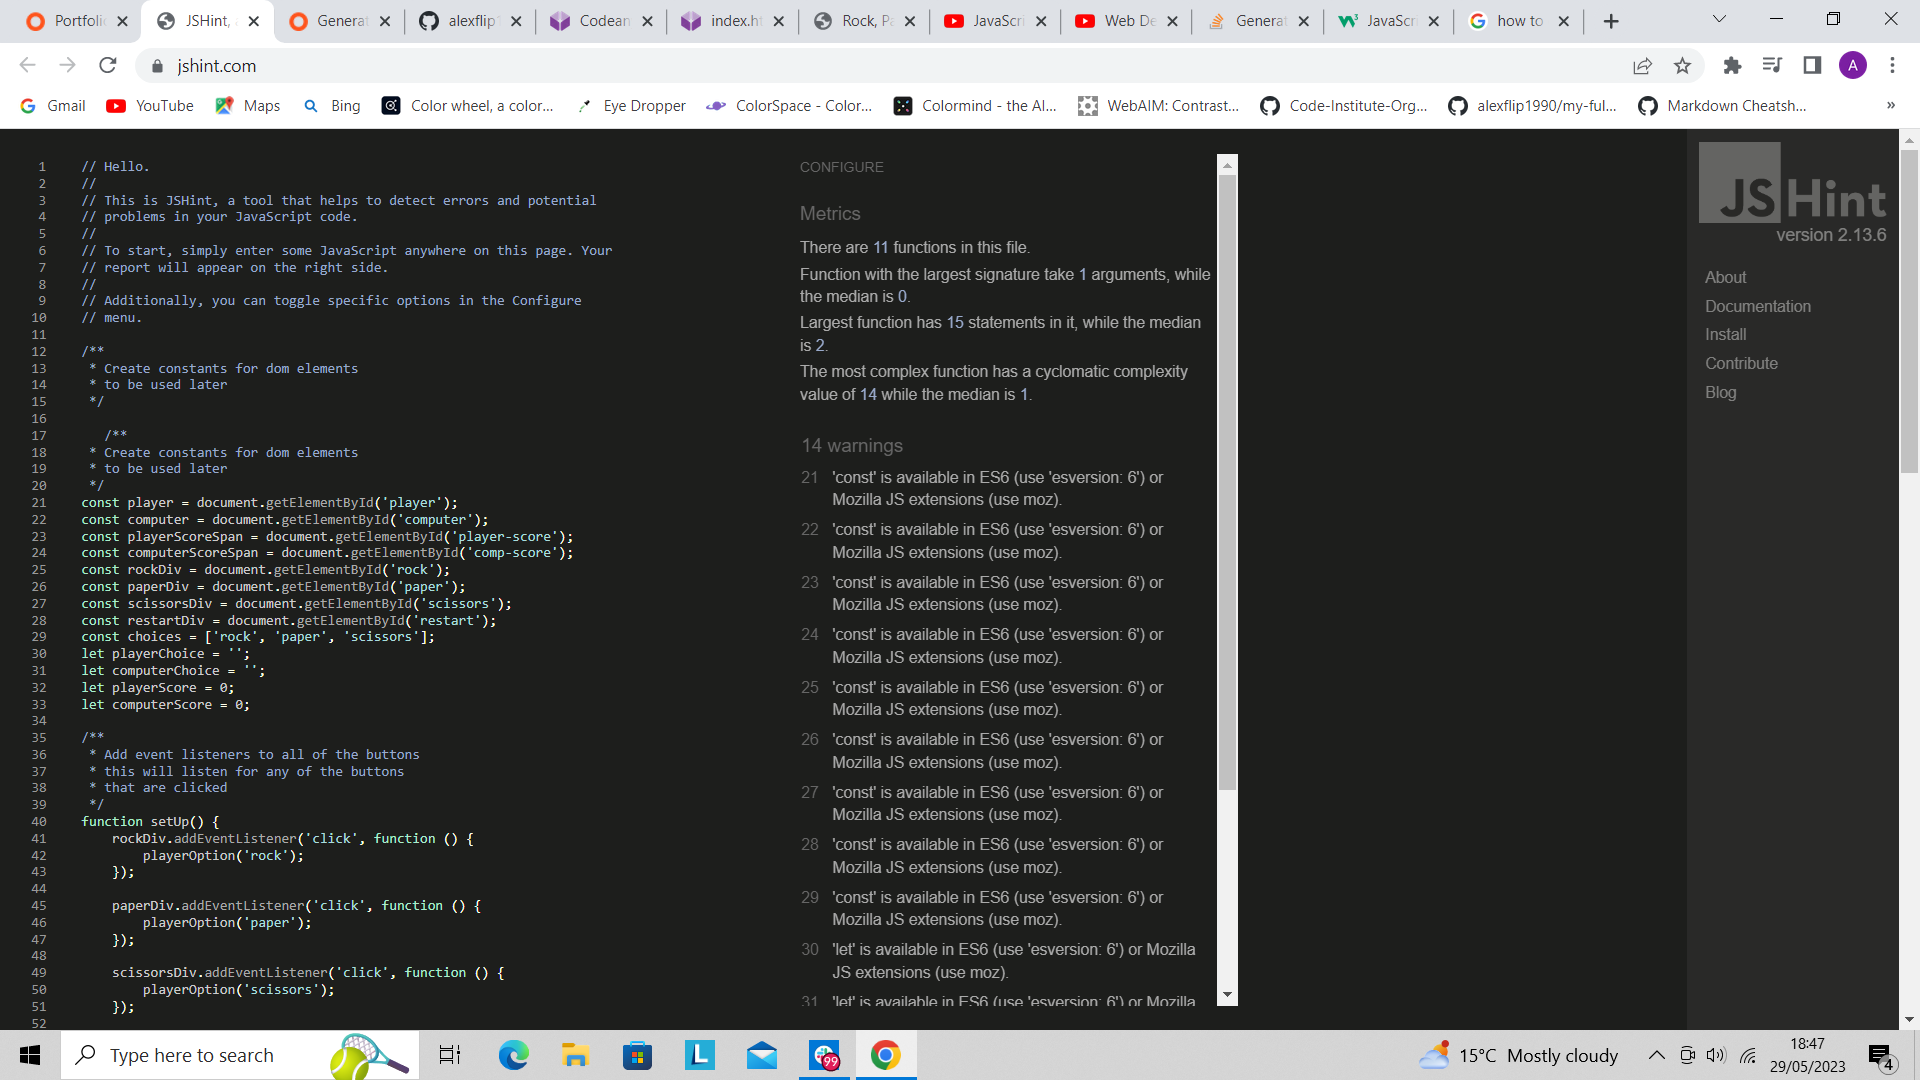 Portfoli
JSHint,
Generat
alexflip
Codean
index.ht
Rock, Pa
JavaScri
Web De
Generat
JavaScri
how to
jshint.com
A
Gmail
YouTube
Maps
Bing
Color wheel, a color...
Eye Dropper
ColorSpace - Color...
Colormind - the AI...
WebAIM: Contrast...
Code-Institute-Org...
alexflip1990/my-ful...
Markdown Cheatsh...
»
1 // Hello.
2 //
3 // This is JSHint, a tool that helps to detect errors and potential
4 // problems in your JavaScript code.
5 //
6 // To start, simply enter some JavaScript anywhere on this page. Your
7 // report will appear on the right side.
8 //
9 // Additionally, you can toggle specific options in the Configure
10 // menu.
11
12 /**
13 * Create constants for dom elements
14 * to be used later
15 */
16
17 /**
18 * Create constants for dom elements
19 * to be used later
20 */
21 const player = document.getElementById('player');
22 const computer = document.getElementById('computer');
23 const playerScoreSpan = document.getElementById('player-score');
24 const computerScoreSpan = document.getElementById('comp-score');
25 const rockDiv = document.getElementById('rock');
26 const paperDiv = document.getElementById('paper');
27 const scissorsDiv = document.getElementById('scissors');
28 const restartDiv = document.getElementById('restart');
29 const choices = ['rock', 'paper', 'scissors'];
30 let playerChoice = '';
31 let computerChoice = '';
32 let playerScore = 0;
33 let computerScore = 0;
34
35 /**
36 * Add event listeners to all of the buttons
37 * this will listen for any of the buttons
38 * that are clicked
39 */
40 function setUp() {
41 rockDiv.addEventListener('click', function () {
42 playerOption('rock');
43 });
44
45 paperDiv.addEventListener('click', function () {
46 playerOption('paper');
47 });
48
49 scissorsDiv.addEventListener('click', function () {
50 playerOption('scissors');
51 });
52
CONFIGURE
Metrics
There are 11 functions in this file.
Function with the largest signature take 1 arguments, while
the median is 0.
Largest function has 15 statements in it, while the median
is 2.
The most complex function has a cyclomatic complexity
value of 14 while the median is 1.
14 warnings
21 'const' is available in ES6 (use 'esversion: 6') or
Mozilla JS extensions (use moz).
22 'const' is available in ES6 (use 'esversion: 6') or
Mozilla JS extensions (use moz).
23 'const' is available in ES6 (use 'esversion: 6') or
Mozilla JS extensions (use moz).
24 'const' is available in ES6 (use 'esversion: 6') or
Mozilla JS extensions (use moz).
25 'const' is available in ES6 (use 'esversion: 6') or
Mozilla JS extensions (use moz).
26 'const' is available in ES6 (use 'esversion: 6') or
Mozilla JS extensions (use moz).
27 'const' is available in ES6 (use 'esversion: 6') or
Mozilla JS extensions (use moz).
28 'const' is available in ES6 (use 'esversion: 6') or
Mozilla JS extensions (use moz).
29 'const' is available in ES6 (use 'esversion: 6') or
Mozilla JS extensions (use moz).
30 'let' is available in ES6 (use 'esversion: 6') or Mozilla
JS extensions (use moz).
31 'let' is available in ES6 (use 'esversion: 6') or Mozilla
JSHint
version 2.13.6
About
Documentation
Install
Contribute
Blog
Type here to search
L
99
15°C Mostly cloudy
18:47
29/05/2023
4